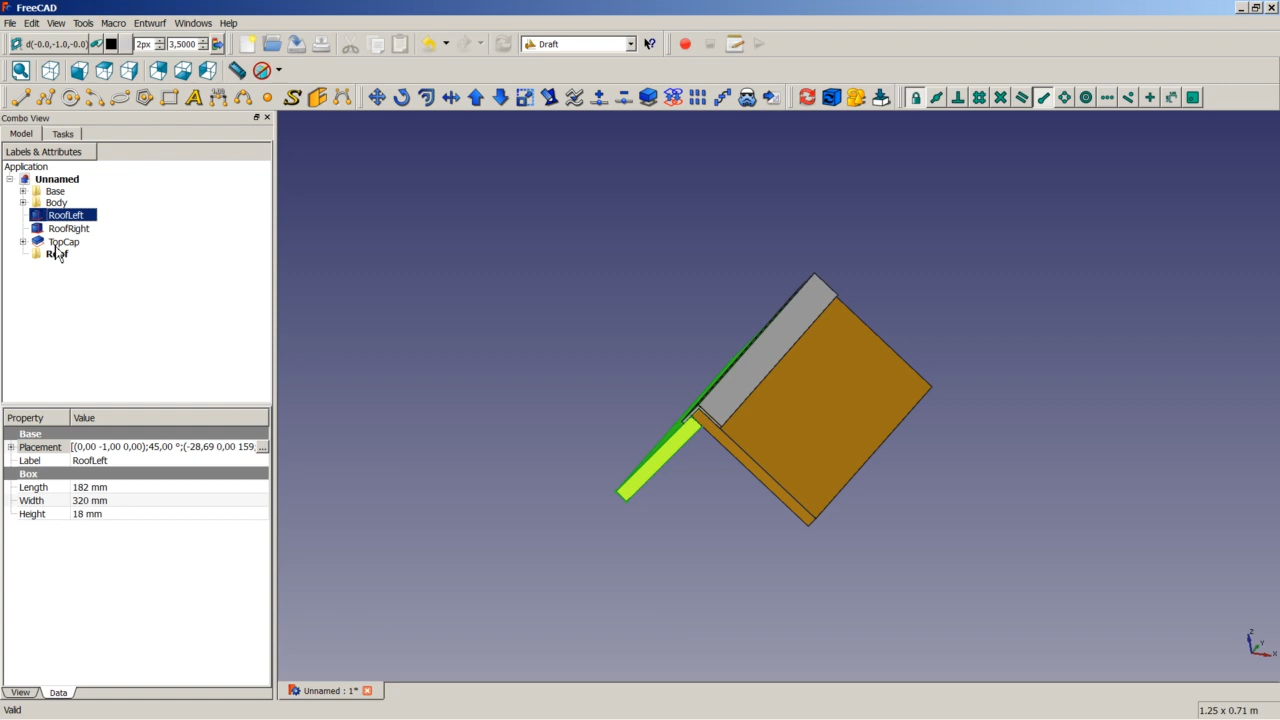 FreeCAD
File Edit View Tools Macro Entwurf Windows Help
d(-0.0,-1.0,-0.0) 2px 3,5000 Draft
Combo View
Model Tasks
Labels & Attributes
Application
Unnamed
Base
Body
RoofLeft
RoofRight
TopCap
Roof
Property Value
Base
Placement [(0,00 -1,00 0,00);45,00 °;(-28,69 0,00 159, ...
Label RoofLeft
Box
Length 182 mm
Width 320 mm
Height 18 mm
Z
Y
X
View Data
Unnamed : 1*
Valid 1.25 x 0.71 m